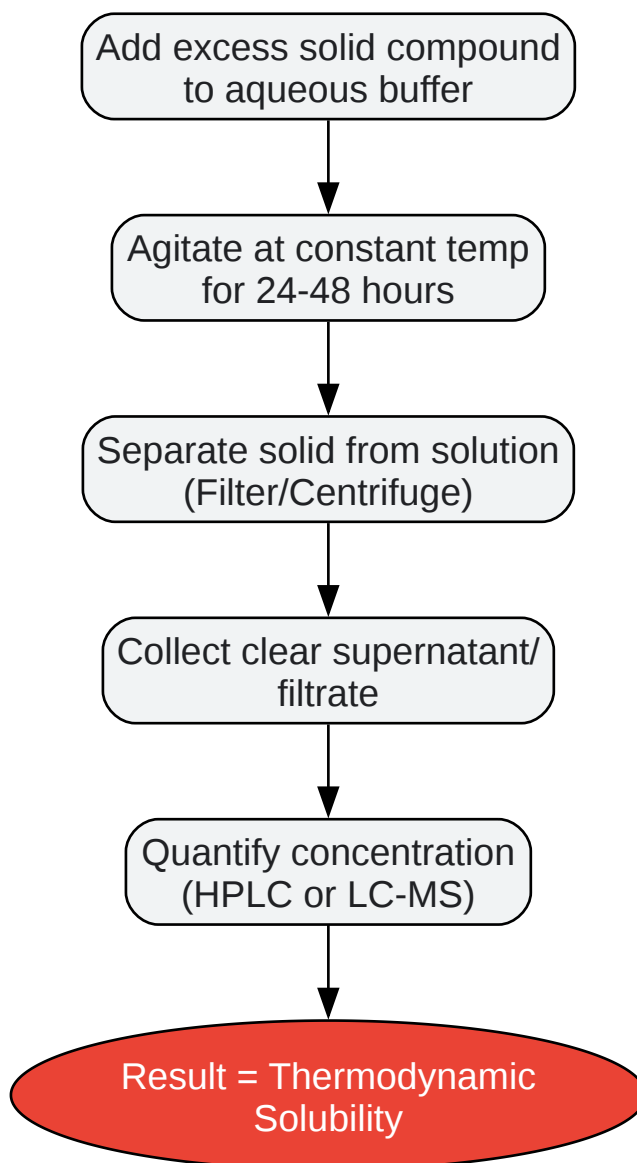 Add excess solid compound
to aqueous buffer
Agitate at constant temp
for 24-48 hours
Separate solid from solution
(Filter/Centrifuge)
Collect clear supernatant/
filtrate
Quantify concentration
(HPLC or LC-MS)
Result = Thermodynamic
Solubility